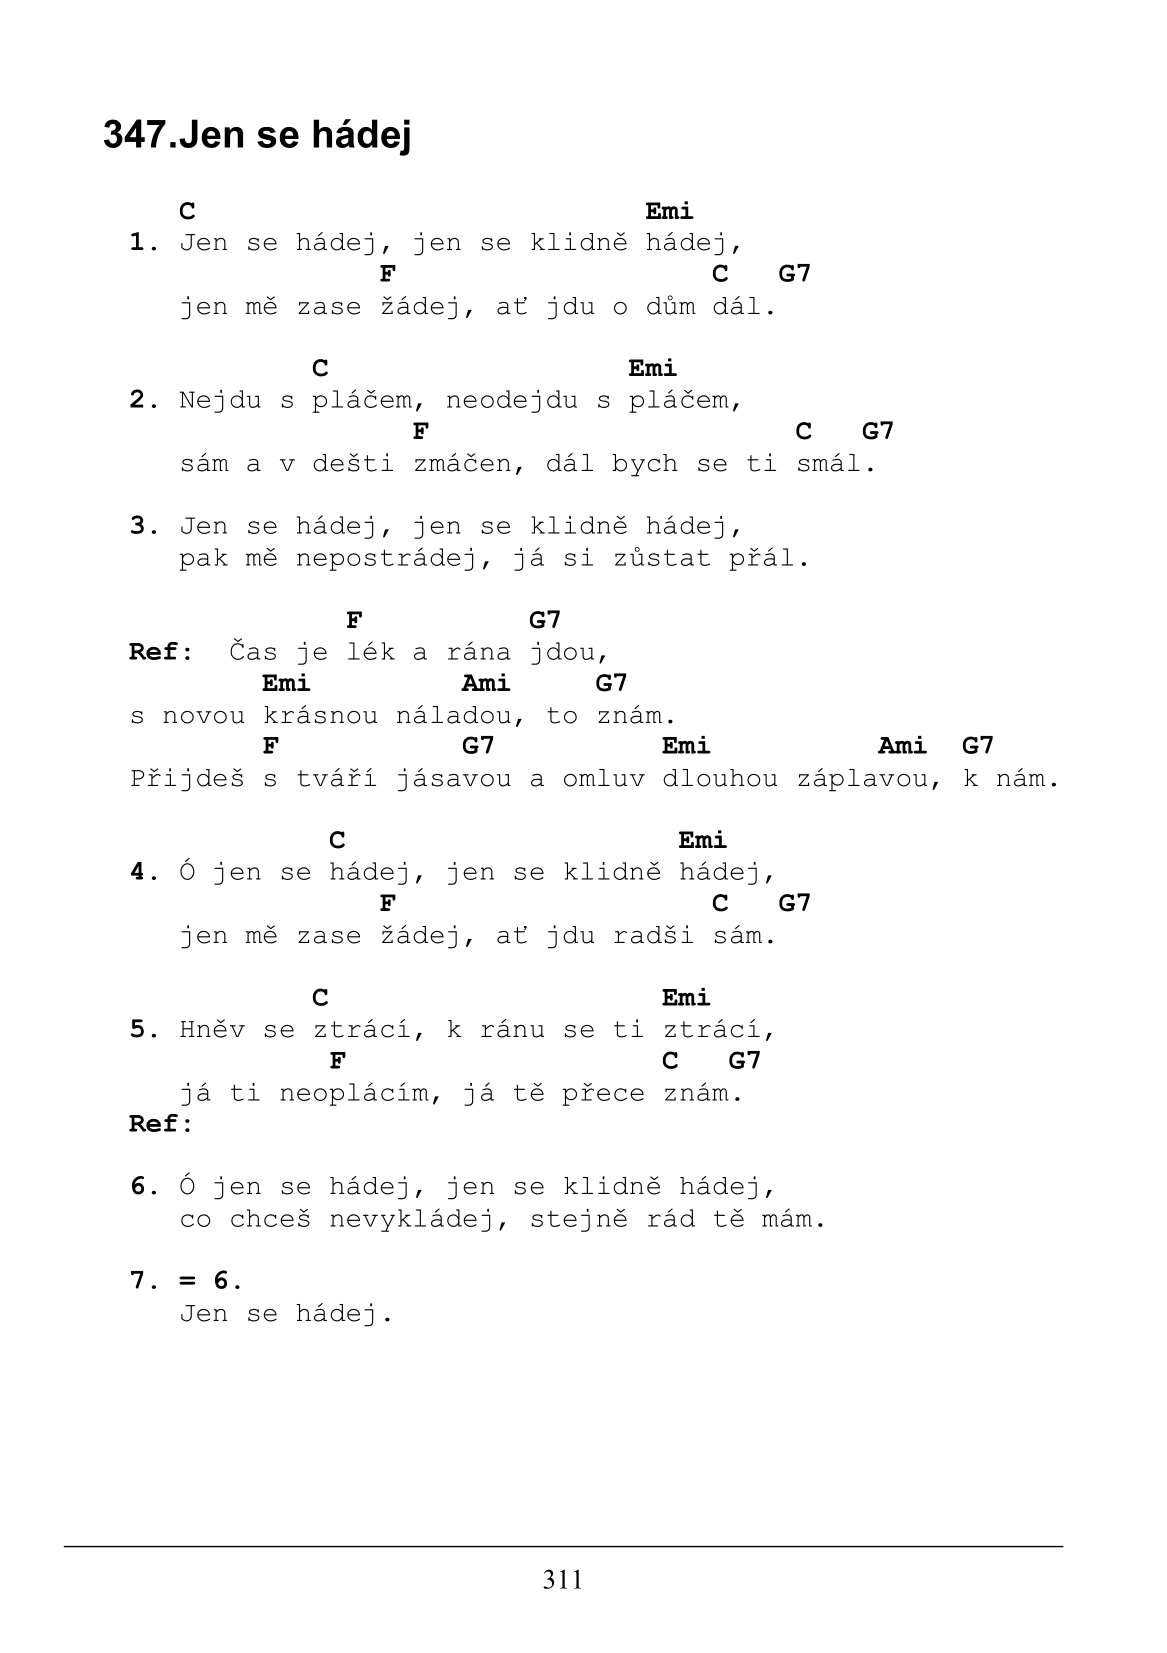 347.Jen se hádej
C Emi
1. Jen se hádej, jen se klidně hádej,
F C G7
jen mě zase žádej, ať jdu o dům dál.
C Emi
2. Nejdu s pláčem, neodejdu s pláčem,
F C G7
sám a v dešti zmáčen, dál bych se ti smál.
3. Jen se hádej, jen se klidně hádej,
pak mě nepostrádej, já si zůstat přál.
F G7
Ref: Čas je lék a rána jdou,
Emi Ami G7
s novou krásnou náladou, to znám.
F G7 Emi Ami G7
Přijdeš s tváří jásavou a omluv dlouhou záplavou, k nám.
C Emi
4. Ó jen se hádej, jen se klidně hádej,
F C G7
jen mě zase žádej, ať jdu radši sám.
C Emi
5. Hněv se ztrácí, k ránu se ti ztrácí,
F C G7
já ti neoplácím, já tě přece znám.
Ref:
6. Ó jen se hádej, jen se klidně hádej,
co chceš nevykládej, stejně rád tě mám.
7. = 6.
Jen se hádej.
311